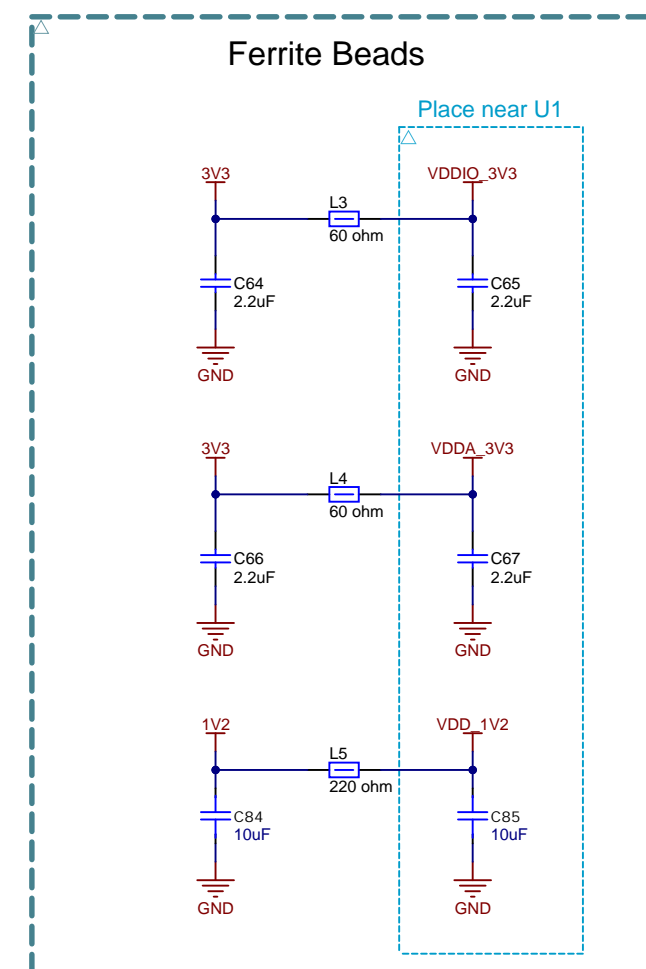 Ferrite Beads
Place near U1
3V3
VDDIO_3V3
L3
60 ohm
C64
2.2uF
C65
2.2uF
GND
GND
3V3
VDDA_3V3
L4
60 ohm
C66
2.2uF
C67
2.2uF
GND
GND
1V2
VDD_1V2
L5
220 ohm
C84
10uF
C85
10uF
GND
GND